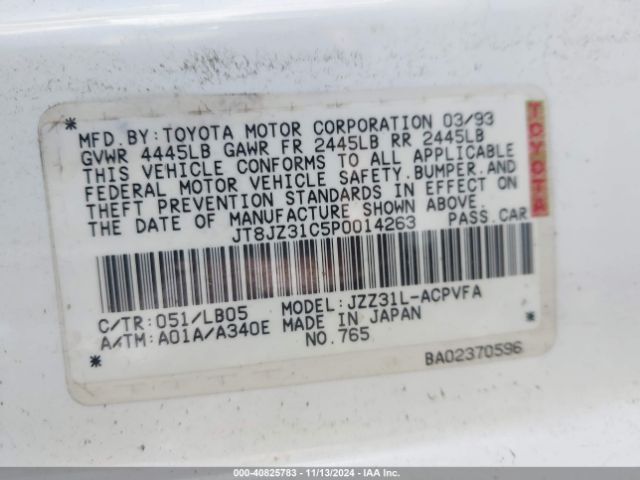 MFD.BY:TOYOTA MOTOR CORPORATION 03/93
GVWR 4445LB GAWR FR 2445LB RR 2445LB
THIS VEHICLE CONFORMS TO ALL APPLICABLE
FEDERAL MOTOR VEHICLE SAFETY.BUMPER.AND
THEFT PREVENTION STANDARDS IN EFFECT ON
THE DATE OF MANUFACTURE SHOWN ABOVE.
JT8JZ31C5P0014263 PASS.CAR
TOYOTA
C/TR:051/LB05 MODEL:JZZ31L-ACPVFA
A/TM:A01A/A340E MADE IN JAPAN
NO.765
BA02370596
000-40825783 - 11/13/2024 - IAA Inc.